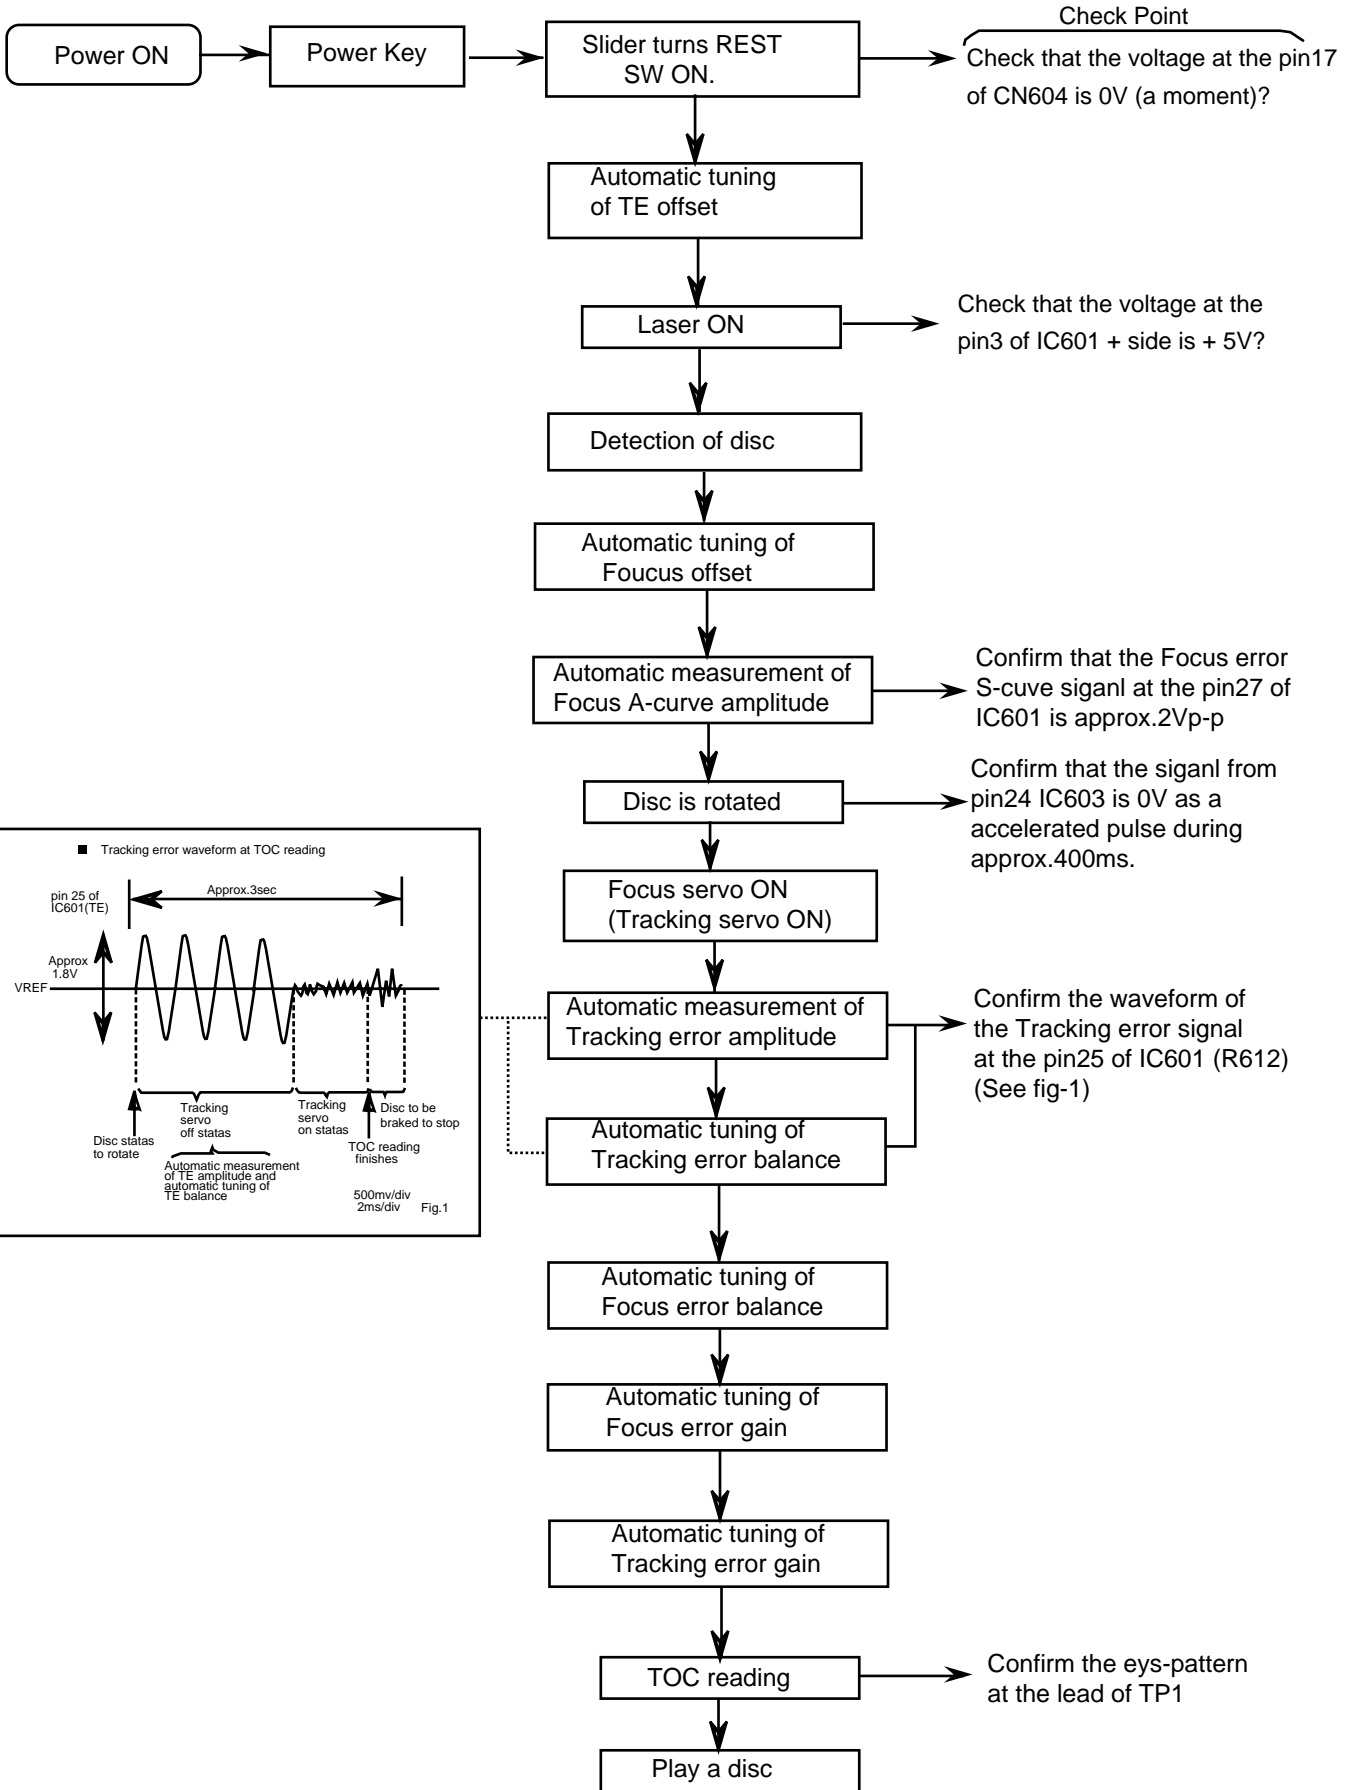 Check Point
Power ON
Power Key
Slider turns REST
SW ON.
Check that the voltage at the pin17
of CN604 is 0V (a moment)?
Automatic tuning
of TE offset
Laser ON
Check that the voltage at the
pin3 of IC601 + side is + 5V?
Detection of disc
Automatic tuning of
Foucus offset
Automatic measurement of
Focus A-curve amplitude
Confirm that the Focus error
S-cuve siganl at the pin27 of
IC601 is approx.2Vp-p
Disc is rotated
Confirm that the siganl from
pin24 IC603 is 0V as a
accelerated pulse during
approx.400ms.
Focus servo ON
(Tracking servo ON)
■ Tracking error waveform at TOC reading
pin 25 of
IC601(TE)
Approx.3sec
Approx
1.8V
VREF
Disc statas
to rotate
Tracking
servo
off statas
Tracking
servo
on statas
Disc to be
braked to stop
TOC reading
finishes
Automatic measurement
of TE amplitude and
automatic tuning of
TE balance
500mv/div
2ms/div
Fig.1
Automatic measurement of
Tracking error amplitude
Confirm the waveform of
the Tracking error signal
at the pin25 of IC601 (R612)
(See fig-1)
Automatic tuning of
Tracking error balance
Automatic tuning of
Focus error balance
Automatic tuning of
Focus error gain
Automatic tuning of
Tracking error gain
TOC reading
Confirm the eys-pattern
at the lead of TP1
Play a disc